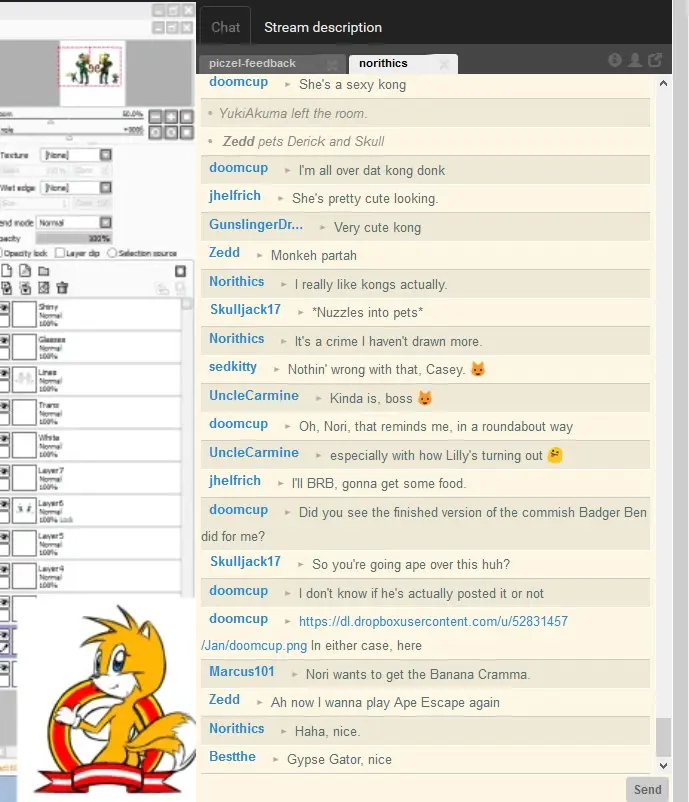 Chat
Stream description
piczel-feedback
norithics
doomcup ▸ She's a sexy kong
• YukiAkuma left the room.
• Zedd pets Derick and Skull
doomcup ▸ I'm all over dat kong donk
jhelfrich ▸ She's pretty cute looking.
GunslingerDr... ▸ Very cute kong
Zedd ▸ Monkeh partah
Norithics ▸ I really like kongs actually.
Skulljack17 ▸ *Nuzzles into pets*
Norithics ▸ It's a crime I haven't drawn more.
sedkitty ▸ Nothin' wrong with that, Casey. 😺
UncleCarmine ▸ Kinda is, boss 😺
doomcup ▸ Oh, Nori, that reminds me, in a roundabout way
UncleCarmine ▸ especially with how Lilly's turning out 🤔
jhelfrich ▸ I'll BRB, gonna get some food.
doomcup ▸ Did you see the finished version of the commish Badger Ben
did for me?
Skulljack17 ▸ So you're going ape over this huh?
doomcup ▸ I don't know if he's actually posted it or not
doomcup ▸ https://dl.dropboxusercontent.com/u/52831457
/Jan/doomcup.png In either case, here
Marcus101 ▸ Nori wants to get the Banana Cramma.
Zedd ▸ Ah now I wanna play Ape Escape again
Norithics ▸ Haha, nice.
Bestthe ▸ Gypse Gator, nice
Send
50.0%
Texture [None]
Wet edge [None]
end mode Normal
pacity 100%
Opacity lock Layer clip Selection source
Shiny
Normal
100%
Glasses
Normal
100%
Lines
Normal
100%
Trans
Normal
100%
White
Normal
100%
Layer7
Normal
100%
Layer6
Normal
100% Lock
Layer5
Normal
100%
Layer4
Normal
100%